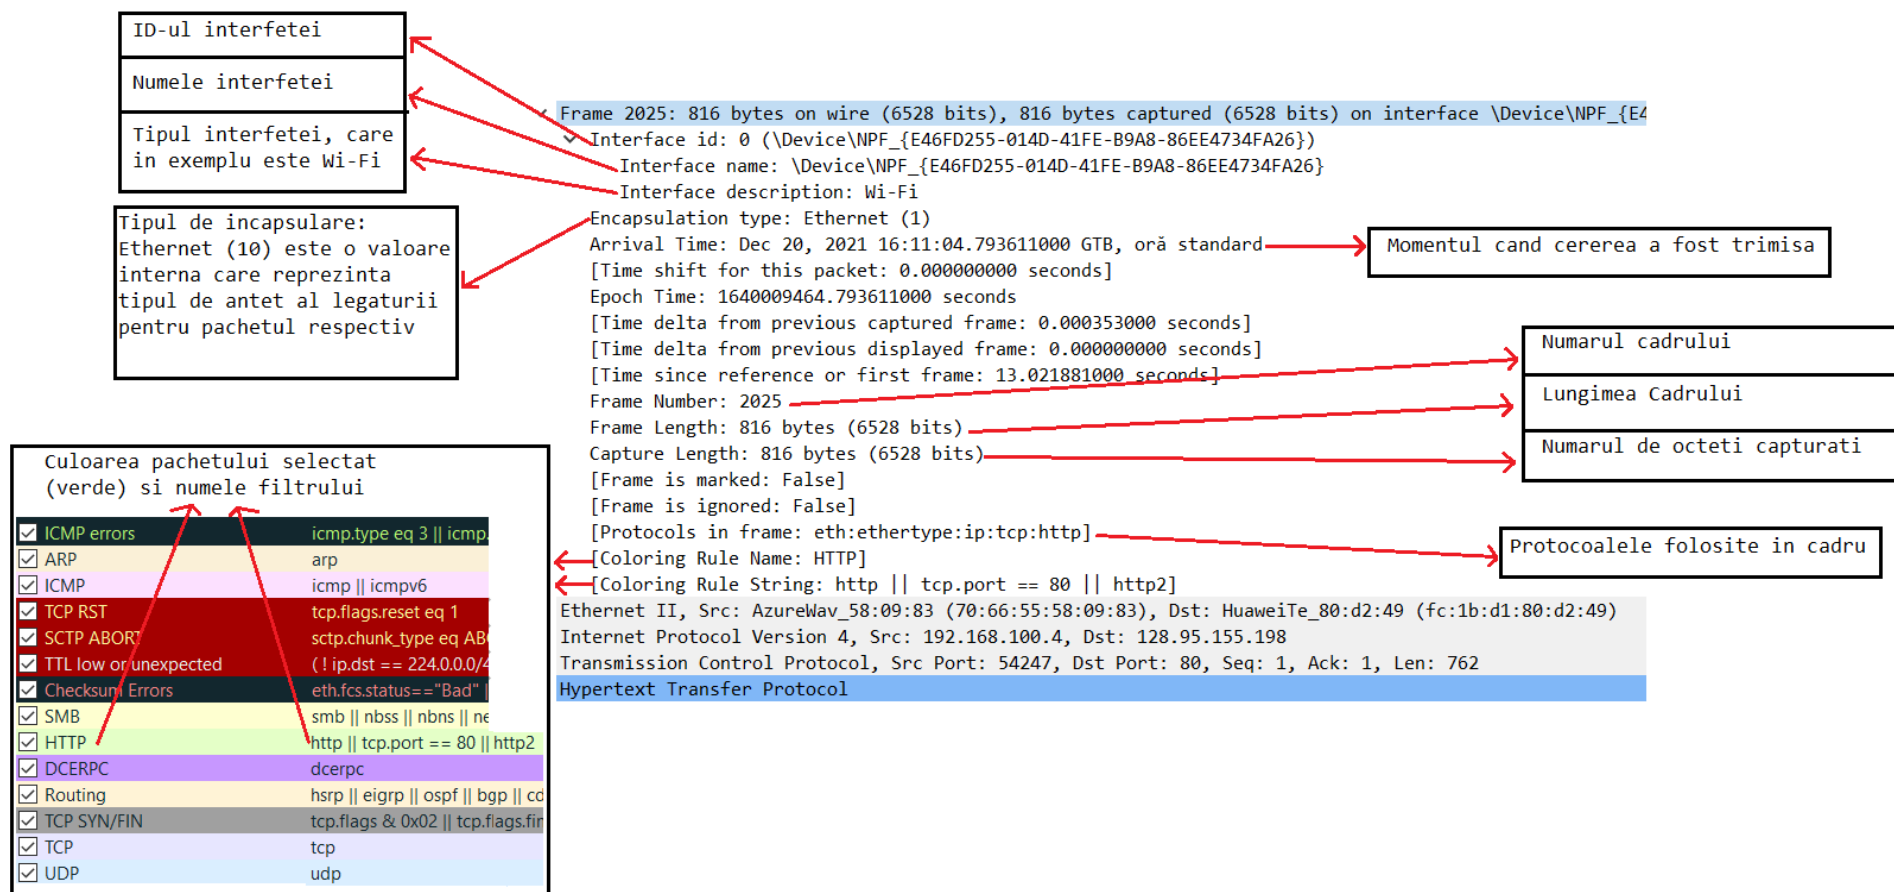 ID-ul interfetei
Numele interfetei
Tipul interfetei, care
in exemplu este Wi-Fi
Tipul de incapsulare:
Ethernet (10) este o valoare
interna care reprezinta
tipul de antet al legaturii
pentru pachetul respectiv
Frame 2025: 816 bytes on wire (6528 bits), 816 bytes captured (6528 bits) on interface \Device\NPF_{E4
Interface id: 0 (\Device\NPF_{E46FD255-014D-41FE-B9A8-86EE4734FA26})
Interface name: \Device\NPF_{E46FD255-014D-41FE-B9A8-86EE4734FA26}
Interface description: Wi-Fi
Encapsulation type: Ethernet (1)
Arrival Time: Dec 20, 2021 16:11:04.793611000 GTB, oră standard
[Time shift for this packet: 0.000000000 seconds]
Epoch Time: 1640009464.793611000 seconds
[Time delta from previous captured frame: 0.000353000 seconds]
[Time delta from previous displayed frame: 0.000000000 seconds]
[Time since reference or first frame: 13.021881000 seconds]
Frame Number: 2025
Frame Length: 816 bytes (6528 bits)
Capture Length: 816 bytes (6528 bits)
[Frame is marked: False]
[Frame is ignored: False]
[Protocols in frame: eth:ethertype:ip:tcp:http]
[Coloring Rule Name: HTTP]
[Coloring Rule String: http || tcp.port == 80 || http2]
Ethernet II, Src: AzureWav_58:09:83 (70:66:55:58:09:83), Dst: HuaweiTe_80:d2:49 (fc:1b:d1:80:d2:49)
Internet Protocol Version 4, Src: 192.168.100.4, Dst: 128.95.155.198
Transmission Control Protocol, Src Port: 54247, Dst Port: 80, Seq: 1, Ack: 1, Len: 762
Hypertext Transfer Protocol
Momentul cand cererea a fost trimisa
Numarul cadrului
Lungimea Cadrului
Numarul de octeti capturati
Protocoalele folosite in cadru
Culoarea pachetului selectat
(verde) si numele filtrului
ICMP errors icmp.type eq 3 || icmp.
ARP arp
ICMP icmp || icmpv6
TCP RST tcp.flags.reset eq 1
SCTP ABORT sctp.chunk_type eq AB
TTL low or unexpected ( ! ip.dst == 224.0.0.0/4
Checksum Errors eth.fcs.status=="Bad" |
SMB smb || nbss || nbns || ne
HTTP http || tcp.port == 80 || http2
DCERPC dcerpc
Routing hsrp || eigrp || ospf || bgp || cd
TCP SYN/FIN tcp.flags & 0x02 || tcp.flags.fin
TCP tcp
UDP udp